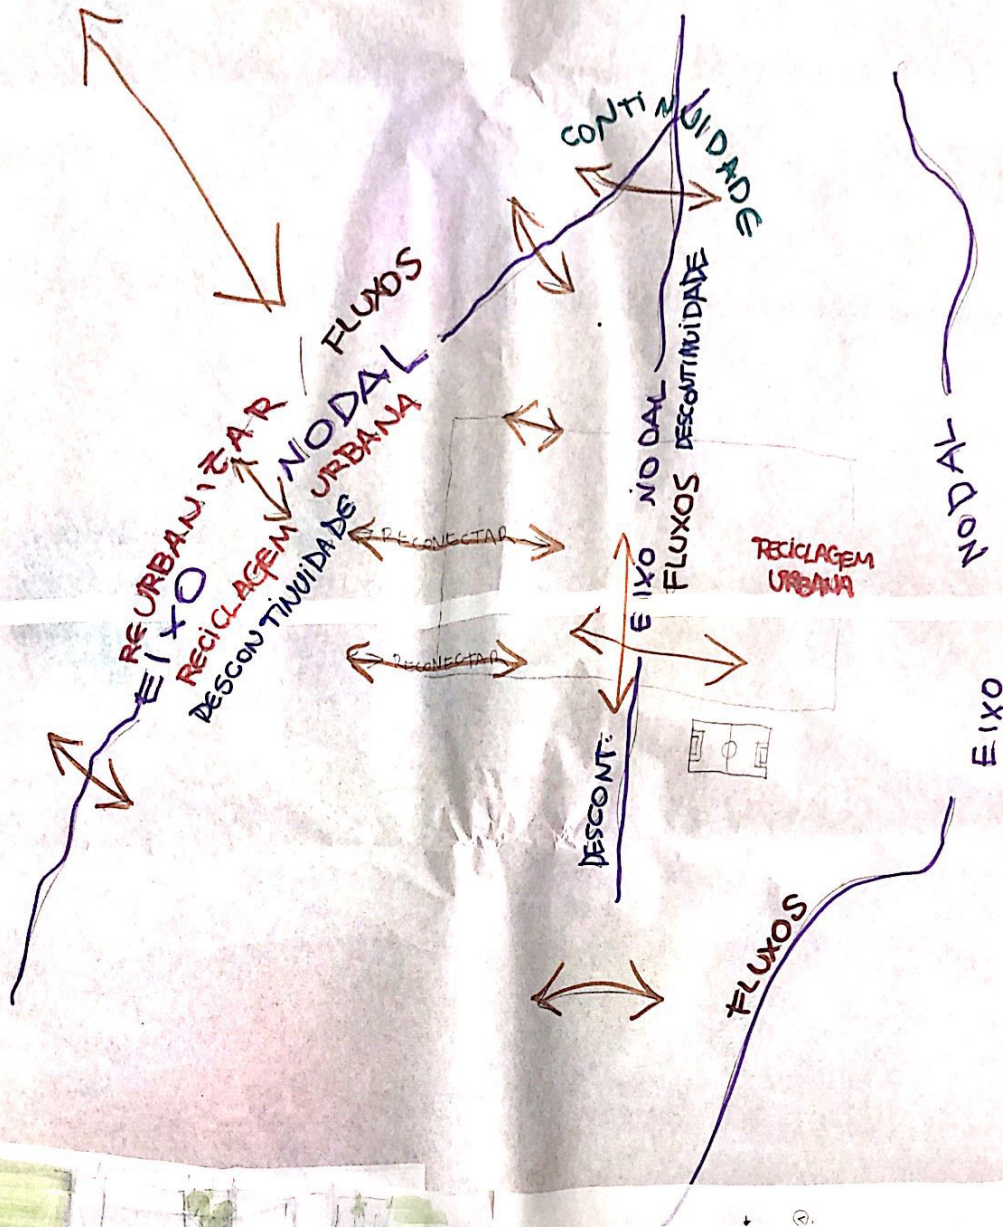 CONTINUIDADE
FLUXOS
EIXO NODAL
REURBANIZAR
RECICLAGEM URBANA
DESCONTINUIDADE
RECONECTAR
RECONECTAR
EIXO NODAL
FLUXOS DESCONTINUIDADE
DESCONT.
RECICLAGEM
URBANA
EIXO NODAL
FLUXOS